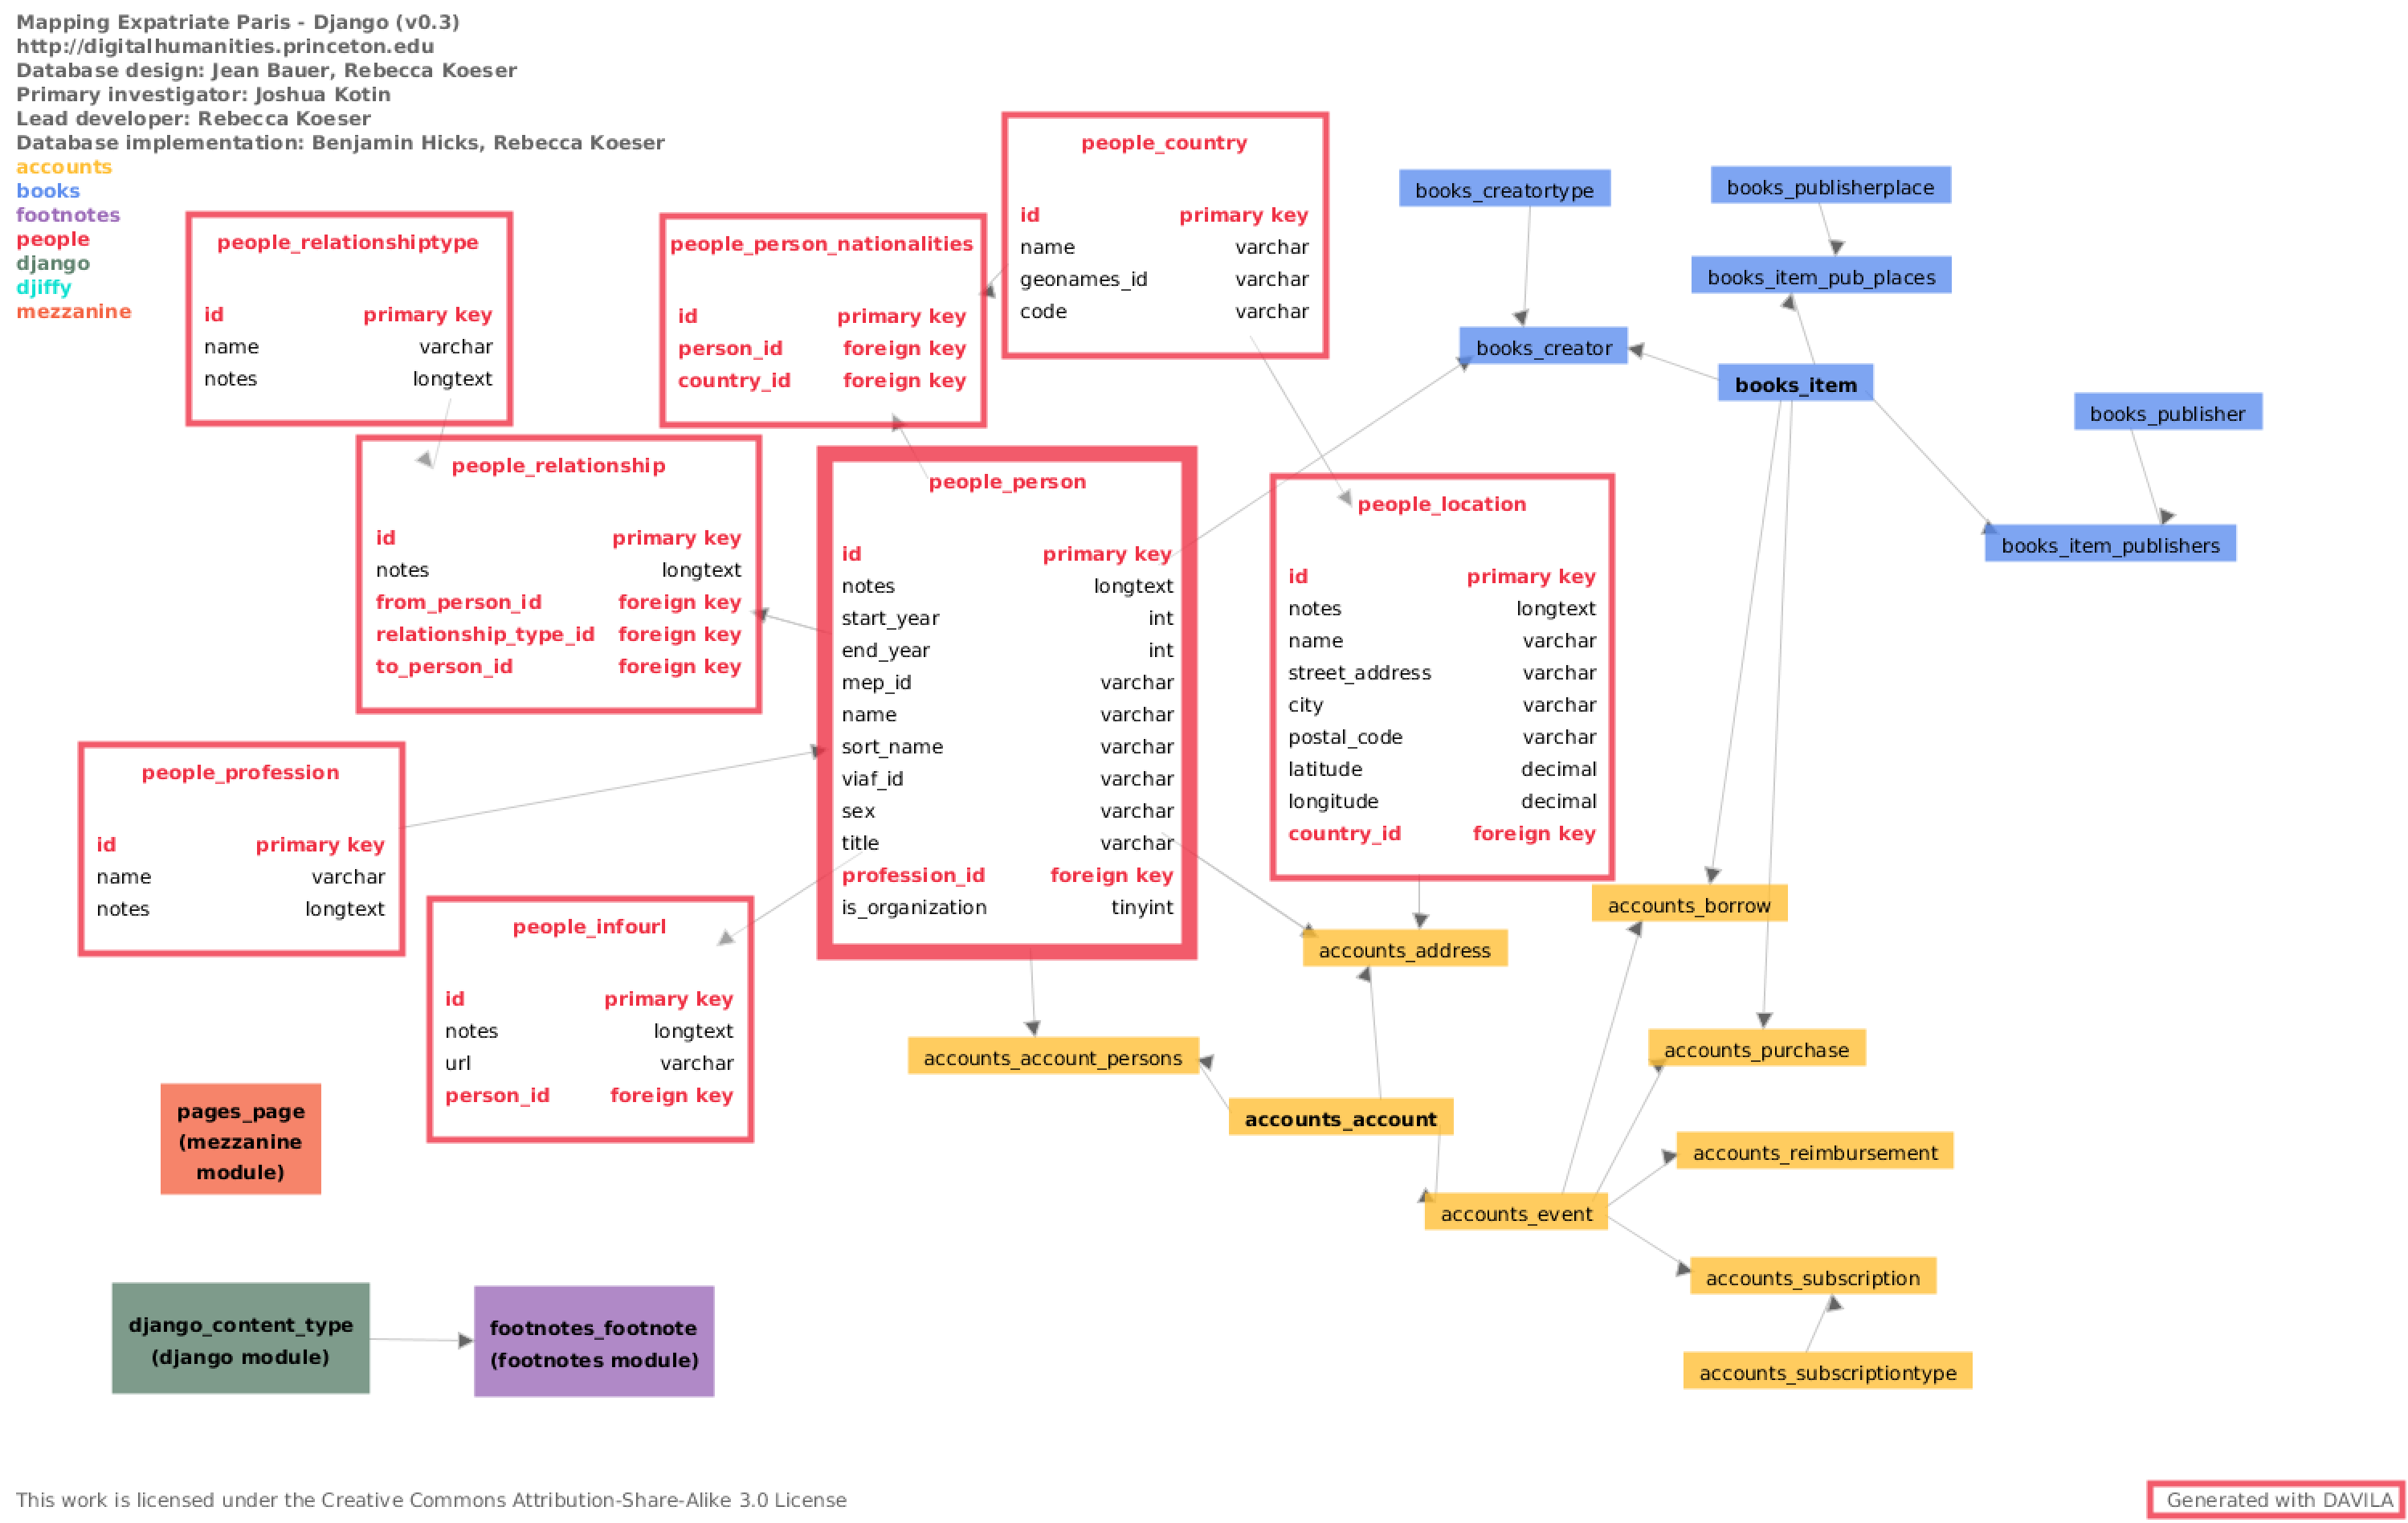 Mapping Expatriate Paris - Django (v0.3)
http://digitalhumanities.princeton.edu
Database design: Jean Bauer, Rebecca Koeser
Primary investigator: Joshua Kotin
Lead developer: Rebecca Koeser
Database implementation: Benjamin Hicks, Rebecca Koeser
accounts
books
footnotes
people
django
djiffy
mezzanine
people_relationshiptype
id primary key
name varchar
notes longtext
people_person_nationalities
id primary key
person_id foreign key
country_id foreign key
people_country
id primary key
name varchar
geonames_id varchar
code varchar
books_creatortype
books_publisherplace
books_item_pub_places
books_creator
books_item
books_publisher
books_item_publishers
people_relationship
id primary key
notes longtext
from_person_id foreign key
relationship_type_id foreign key
to_person_id foreign key
people_person
id primary key
notes longtext
start_year int
end_year int
mep_id varchar
name varchar
sort_name varchar
viaf_id varchar
sex varchar
title varchar
profession_id foreign key
is_organization tinyint
people_location
id primary key
notes longtext
name varchar
street_address varchar
city varchar
postal_code varchar
latitude decimal
longitude decimal
country_id foreign key
people_profession
id primary key
name varchar
notes longtext
people_infourl
id primary key
notes longtext
url varchar
person_id foreign key
accounts_borrow
accounts_address
accounts_account_persons
accounts_purchase
accounts_account
accounts_reimbursement
accounts_event
accounts_subscription
accounts_subscriptiontype
pages_page
(mezzanine
module)
django_content_type
(django module)
footnotes_footnote
(footnotes module)
This work is licensed under the Creative Commons Attribution-Share-Alike 3.0 License
Generated with DAVILA